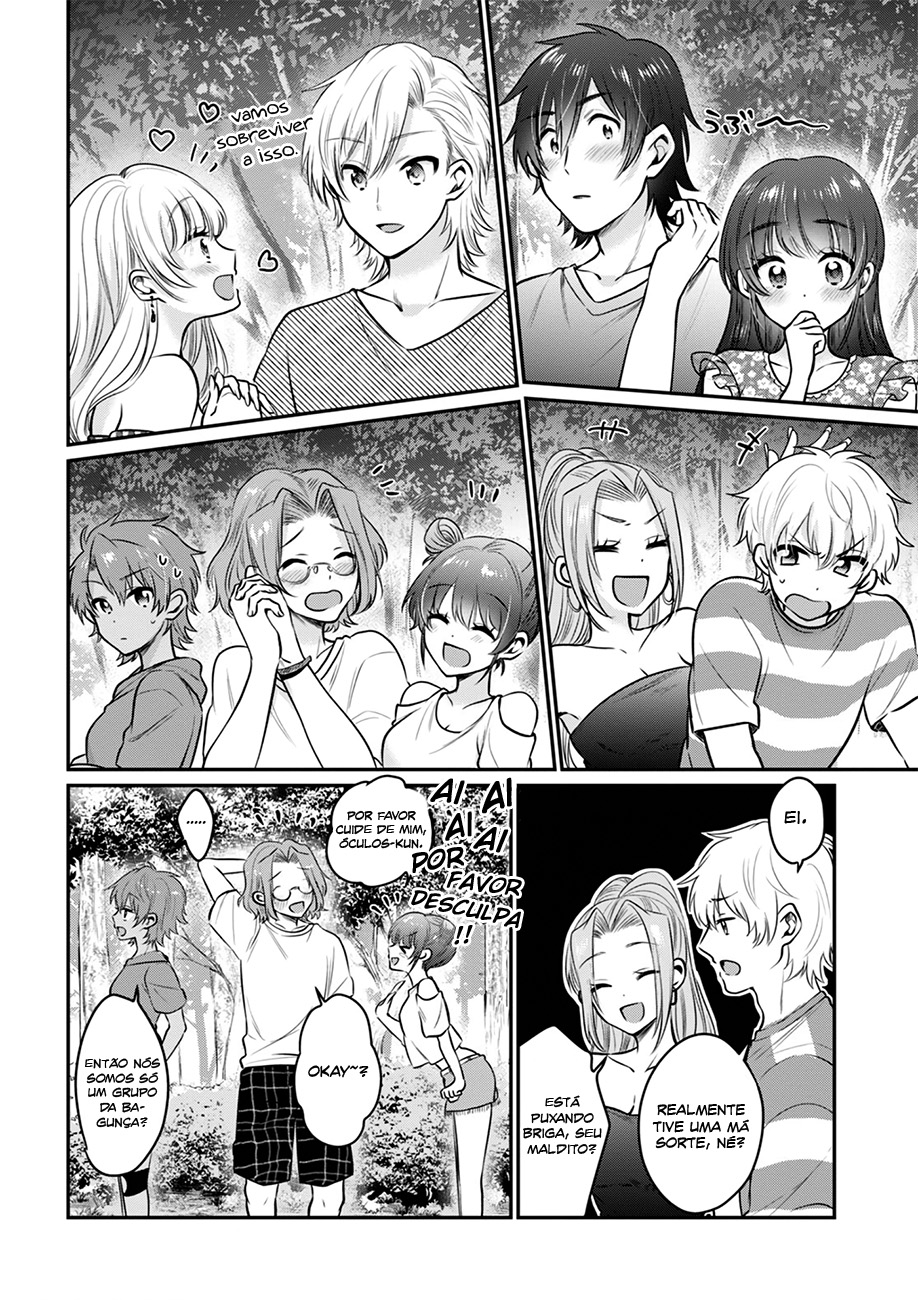 うぶ〜
vamos
sobreviver
a isso.
EI.
REALMENTE
TIVE UMA MÁ
SORTE, NÉ?
ESTÁ
PUXANDO
BRIGA, SEU
MALDITO?
AI AI
AI AI
POR
FAVOR
DESCULPA
!!
POR FAVOR
CUIDE DE MIM,
ÓCULOS-KUN.
OKAY~?
.....
ENTÃO NÓS
SOMOS SÓ
UM GRUPO
DA BA-
GUNÇA?